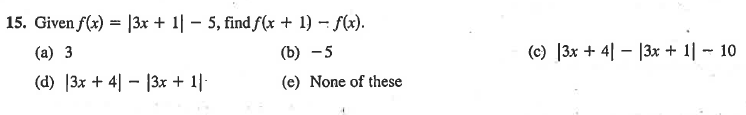 15. Given f(x) = |3x + 1| − 5, find f(x + 1) − f(x).
(a) 3 (b) −5 (c) |3x + 4| − |3x + 1| − 10
(d) |3x + 4| − |3x + 1| (e) None of these